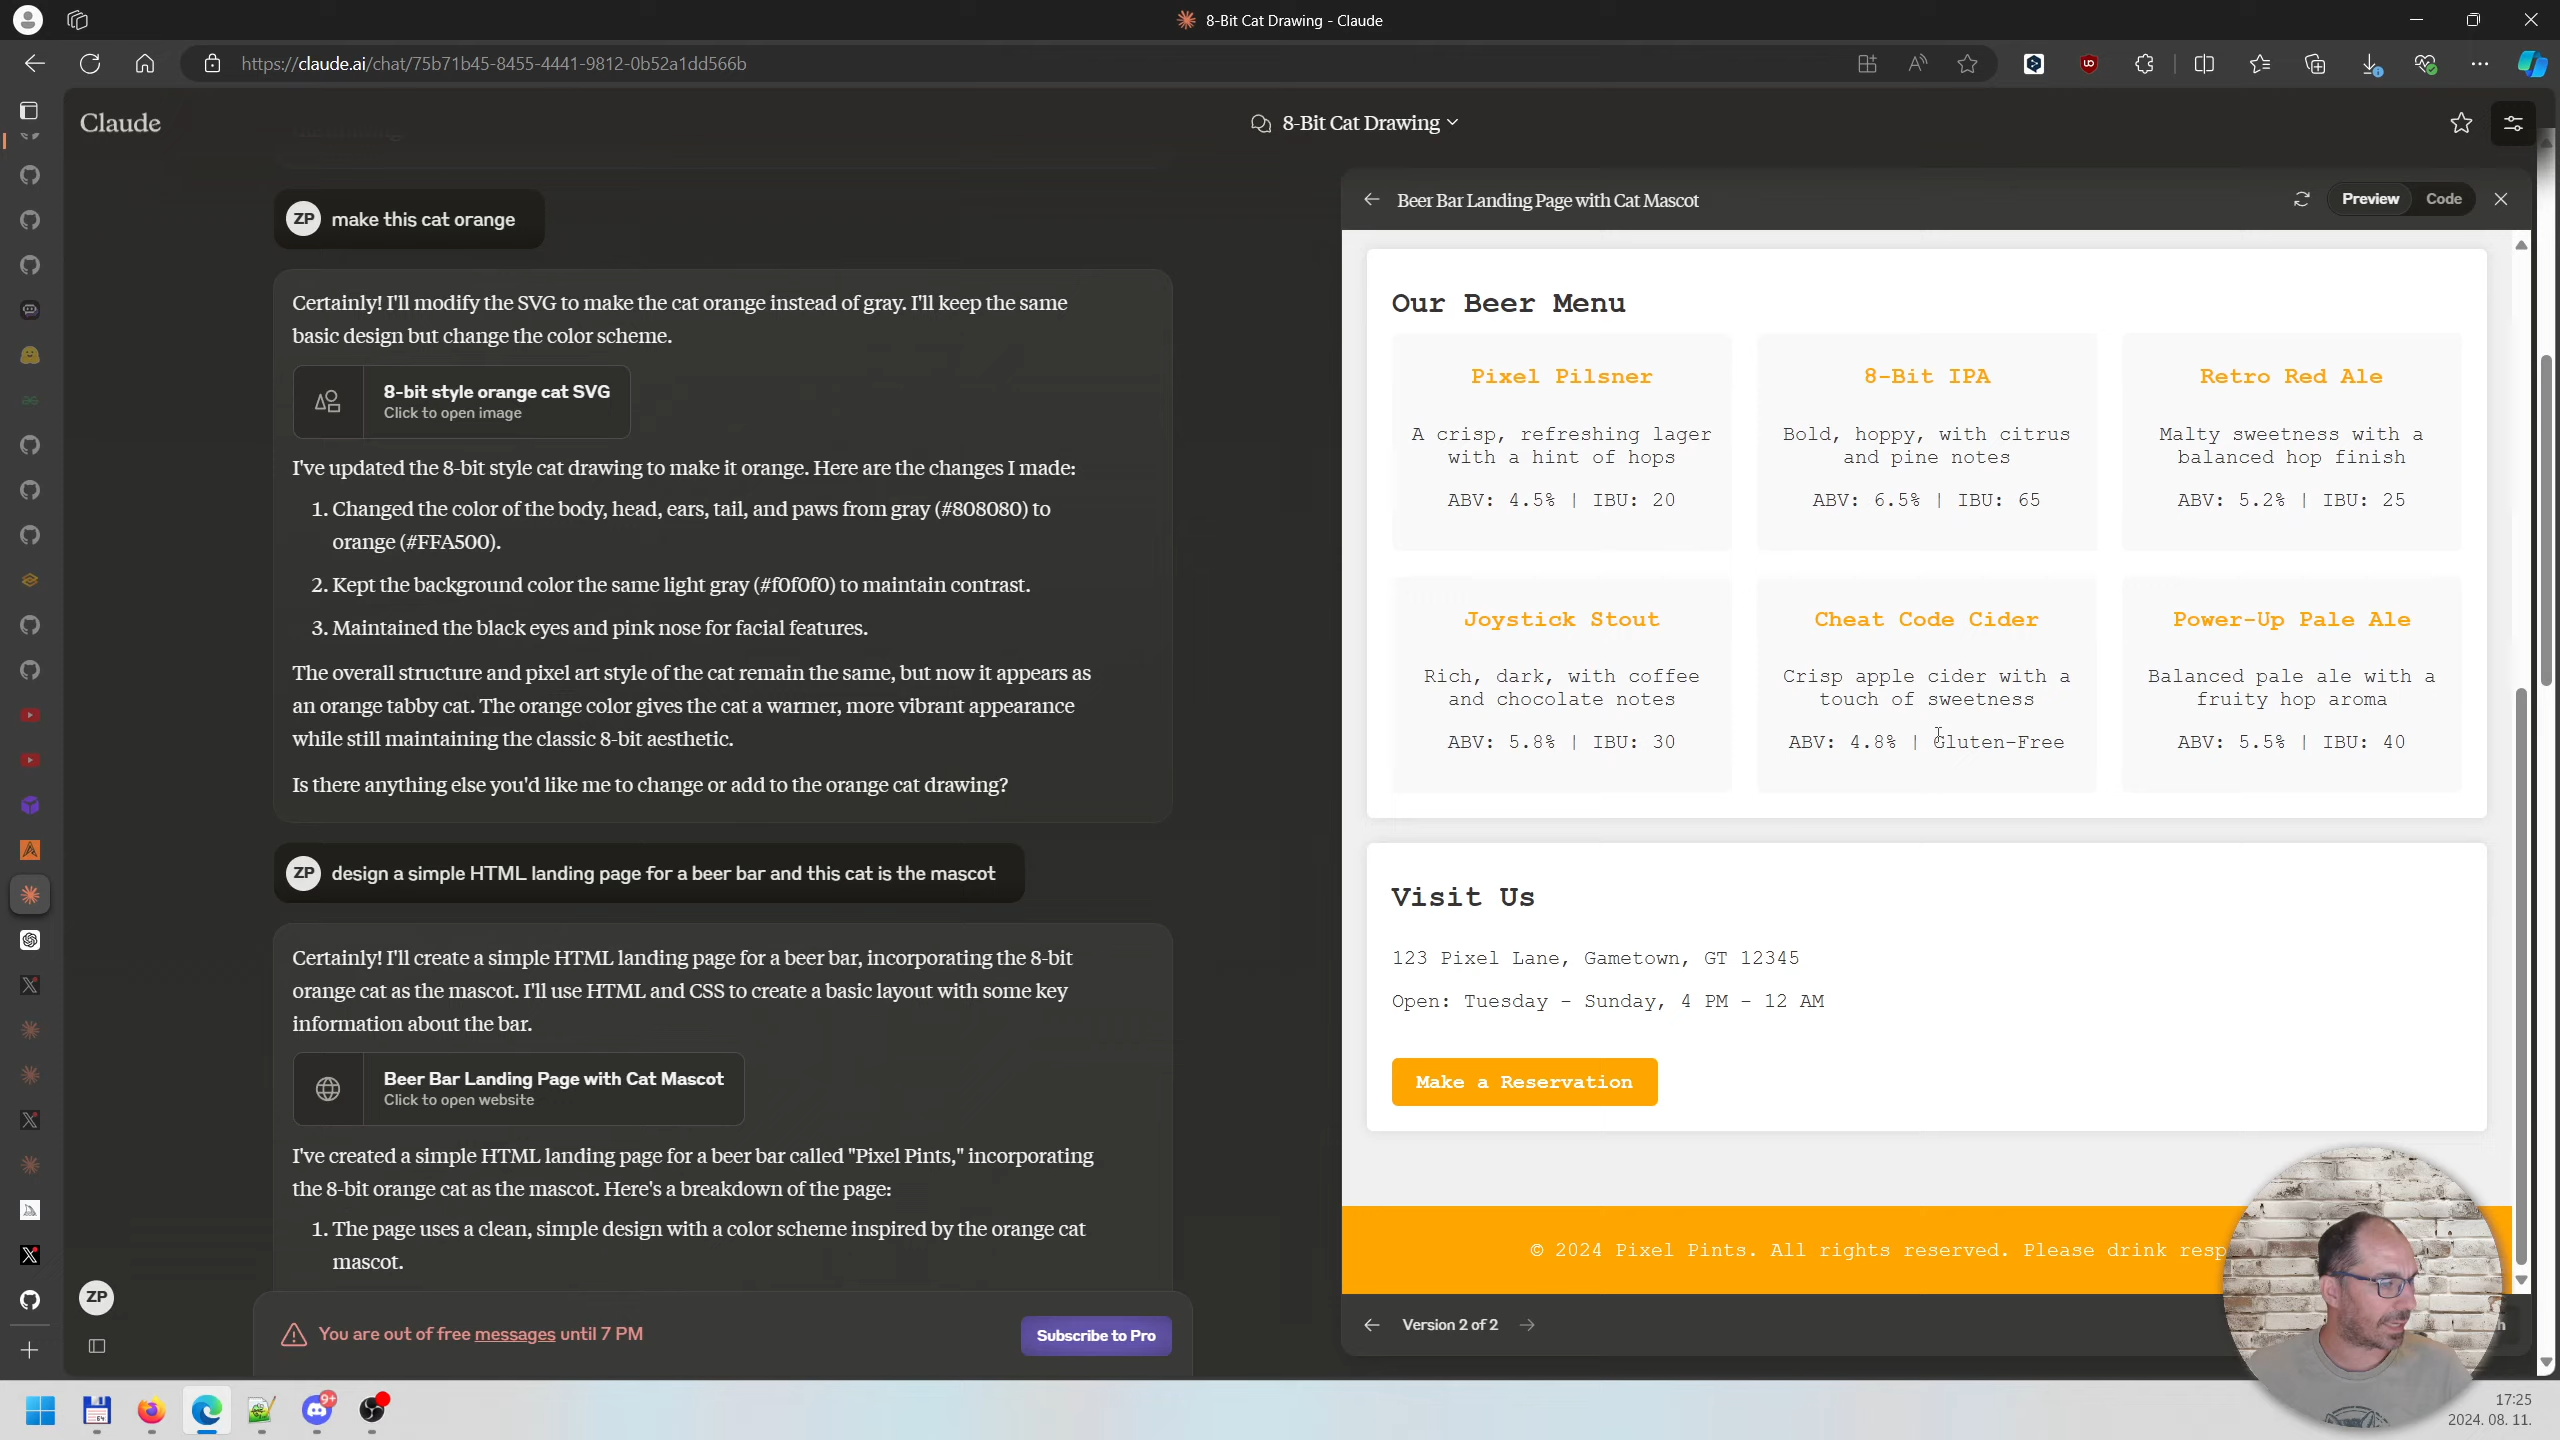 8-Bit Cat Drawing - Claude
https://claude.ai/chat/75b71b45-8455-4441-9812-0b52a1dd566b
Claude
8-Bit Cat Drawing
ZP make this cat orange
Certainly! I'll modify the SVG to make the cat orange instead of gray. I'll keep the same
basic design but change the color scheme.
8-bit style orange cat SVG
Click to open image
I've updated the 8-bit style cat drawing to make it orange. Here are the changes I made:
1. Changed the color of the body, head, ears, tail, and paws from gray (#808080) to
orange (#FFA500).
2. Kept the background color the same light gray (#f0f0f0) to maintain contrast.
3. Maintained the black eyes and pink nose for facial features.
The overall structure and pixel art style of the cat remain the same, but now it appears as
an orange tabby cat. The orange color gives the cat a warmer, more vibrant appearance
while still maintaining the classic 8-bit aesthetic.
Is there anything else you'd like me to change or add to the orange cat drawing?
ZP design a simple HTML landing page for a beer bar and this cat is the mascot
Certainly! I'll create a simple HTML landing page for a beer bar, incorporating the 8-bit
orange cat as the mascot. I'll use HTML and CSS to create a basic layout with some key
information about the bar.
Beer Bar Landing Page with Cat Mascot
Click to open website
I've created a simple HTML landing page for a beer bar called "Pixel Pints," incorporating
the 8-bit orange cat as the mascot. Here's a breakdown of the page:
1. The page uses a clean, simple design with a color scheme inspired by the orange cat
mascot.
ZP
You are out of free messages until 7 PM
Subscribe to Pro
Beer Bar Landing Page with Cat Mascot
Preview
Code
Our Beer Menu
Pixel Pilsner
A crisp, refreshing lager
with a hint of hops
ABV: 4.5% | IBU: 20
8-Bit IPA
Bold, hoppy, with citrus
and pine notes
ABV: 6.5% | IBU: 65
Retro Red Ale
Malty sweetness with a
balanced hop finish
ABV: 5.2% | IBU: 25
Joystick Stout
Rich, dark, with coffee
and chocolate notes
ABV: 5.8% | IBU: 30
Cheat Code Cider
Crisp apple cider with a
touch of sweetness
ABV: 4.8% | Gluten-Free
Power-Up Pale Ale
Balanced pale ale with a
fruity hop aroma
ABV: 5.5% | IBU: 40
Visit Us
123 Pixel Lane, Gametown, GT 12345
Open: Tuesday - Sunday, 4 PM - 12 AM
Make a Reservation
© 2024 Pixel Pints. All rights reserved. Please drink resp
Version 2 of 2
9+
17:25
2024. 08. 11.